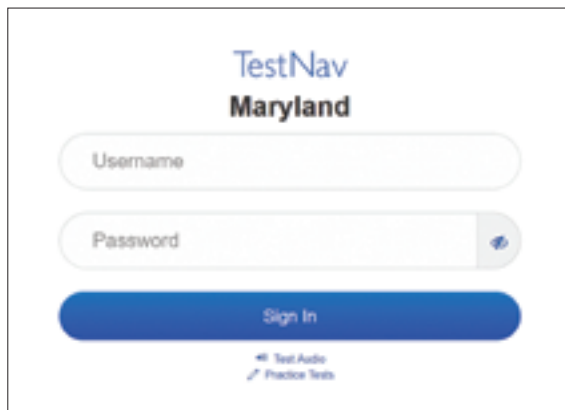 TestNav
Maryland
Username
Password
Sign In
Test Audio
Practice Tests